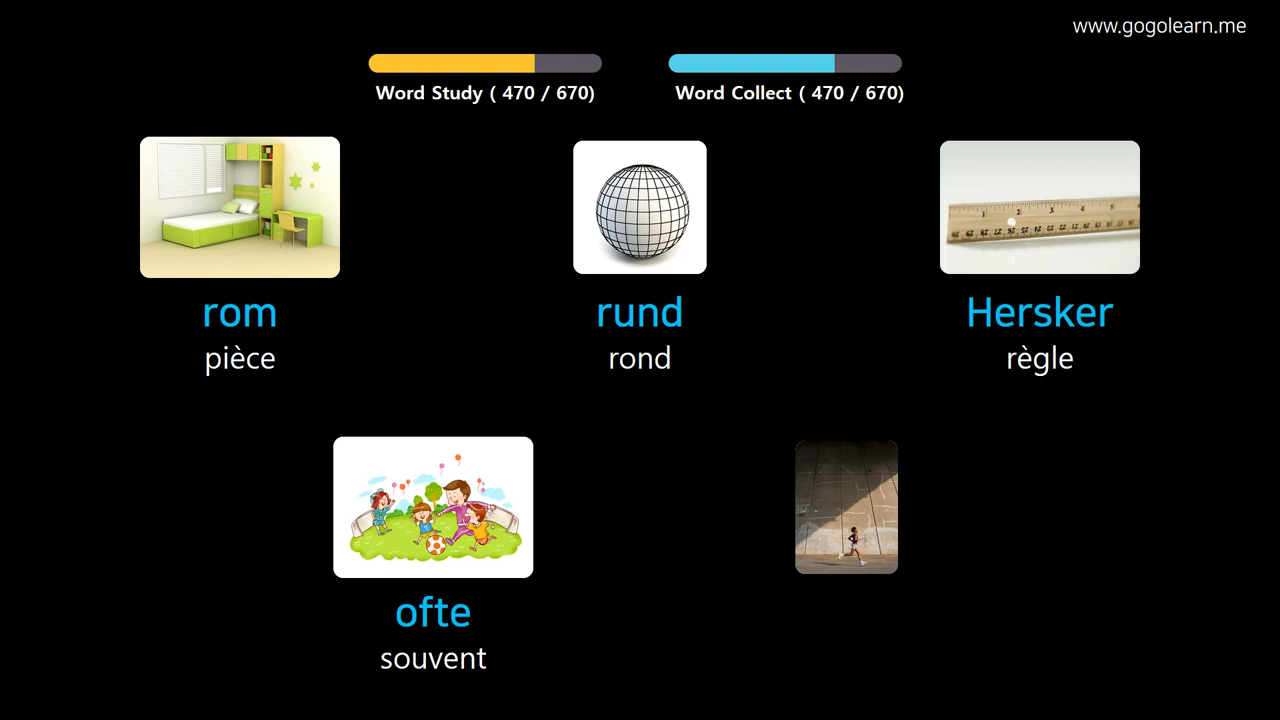 www.gogolearn.me
Word Study ( 470 / 670)
Word Collect ( 470 / 670)
rom
pièce
rund
rond
Hersker
règle
ofte
souvent